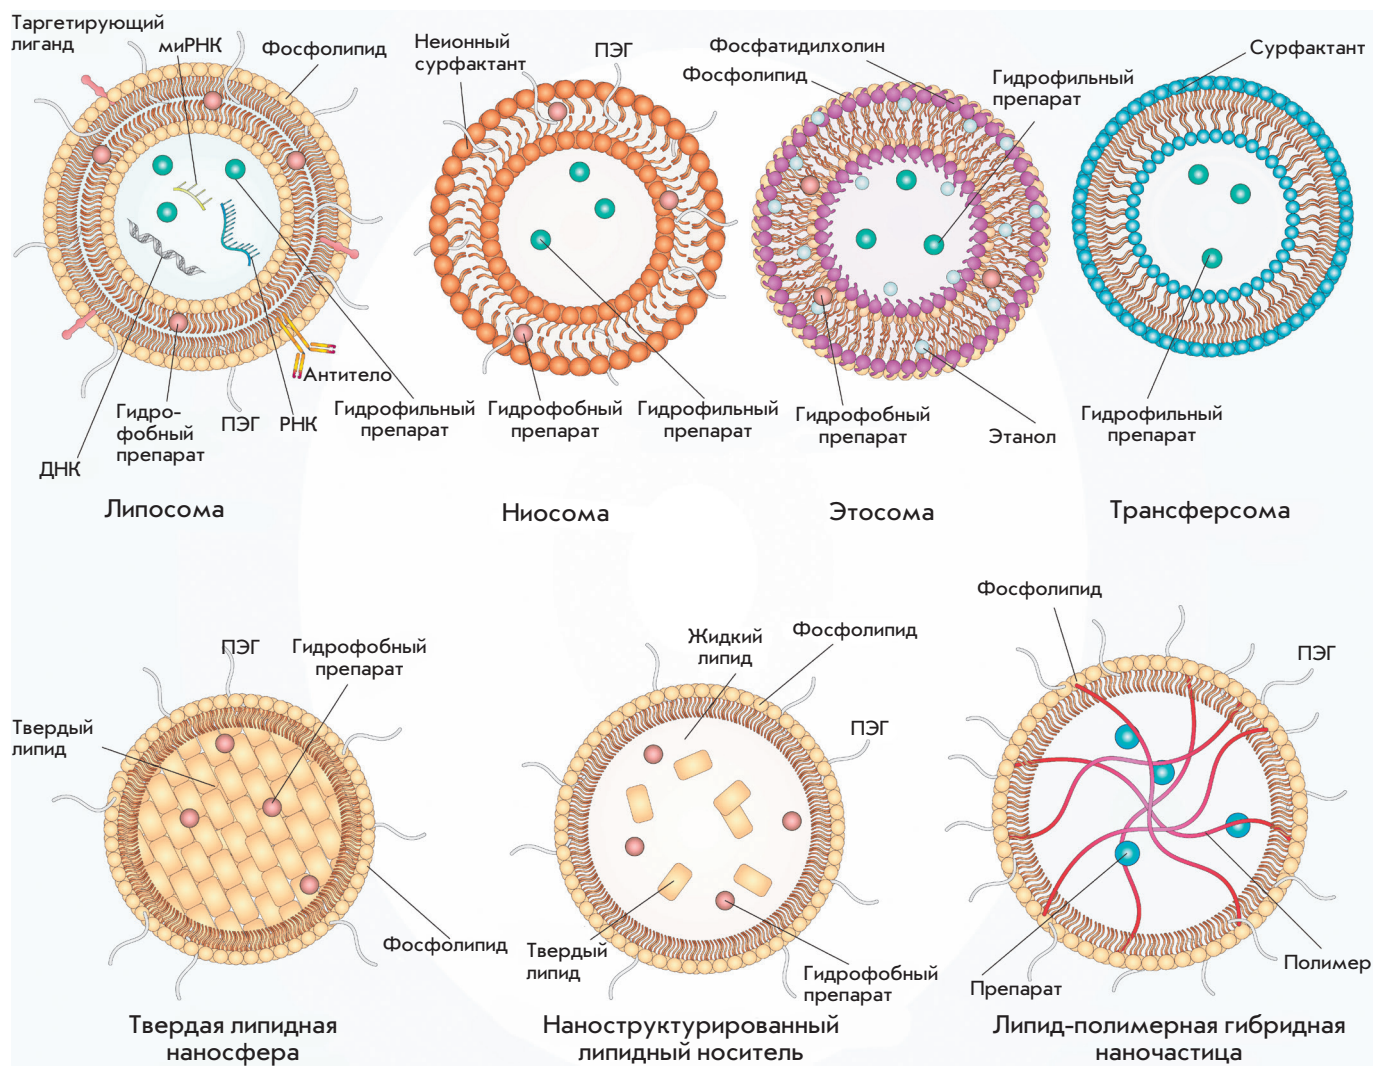 Таргетирующий
лиганд
миРНК
Фосфолипид
Антитело
Гидро-
фобный
препарат
ПЭГ
РНК
Гидрофильный
препарат
ДНК
Липосома
Неионный
сурфактант
ПЭГ
Гидрофобный
препарат
Гидрофильный
препарат
Ниосома
Фосфатидилхолин
Фосфолипид
Гидрофильный
препарат
Гидрофобный
препарат
Этанол
Этосома
Сурфактант
Гидрофильный
препарат
Трансферсома
ПЭГ
Гидрофобный
препарат
Твердый
липид
Фосфолипид
Твердая липидная
наносфера
Жидкий
липид
Фосфолипид
ПЭГ
Твердый
липид
Гидрофобный
препарат
Наноструктурированный
липидный носитель
Фосфолипид
ПЭГ
Полимер
Препарат
Липид-полимерная гибридная
наночастица